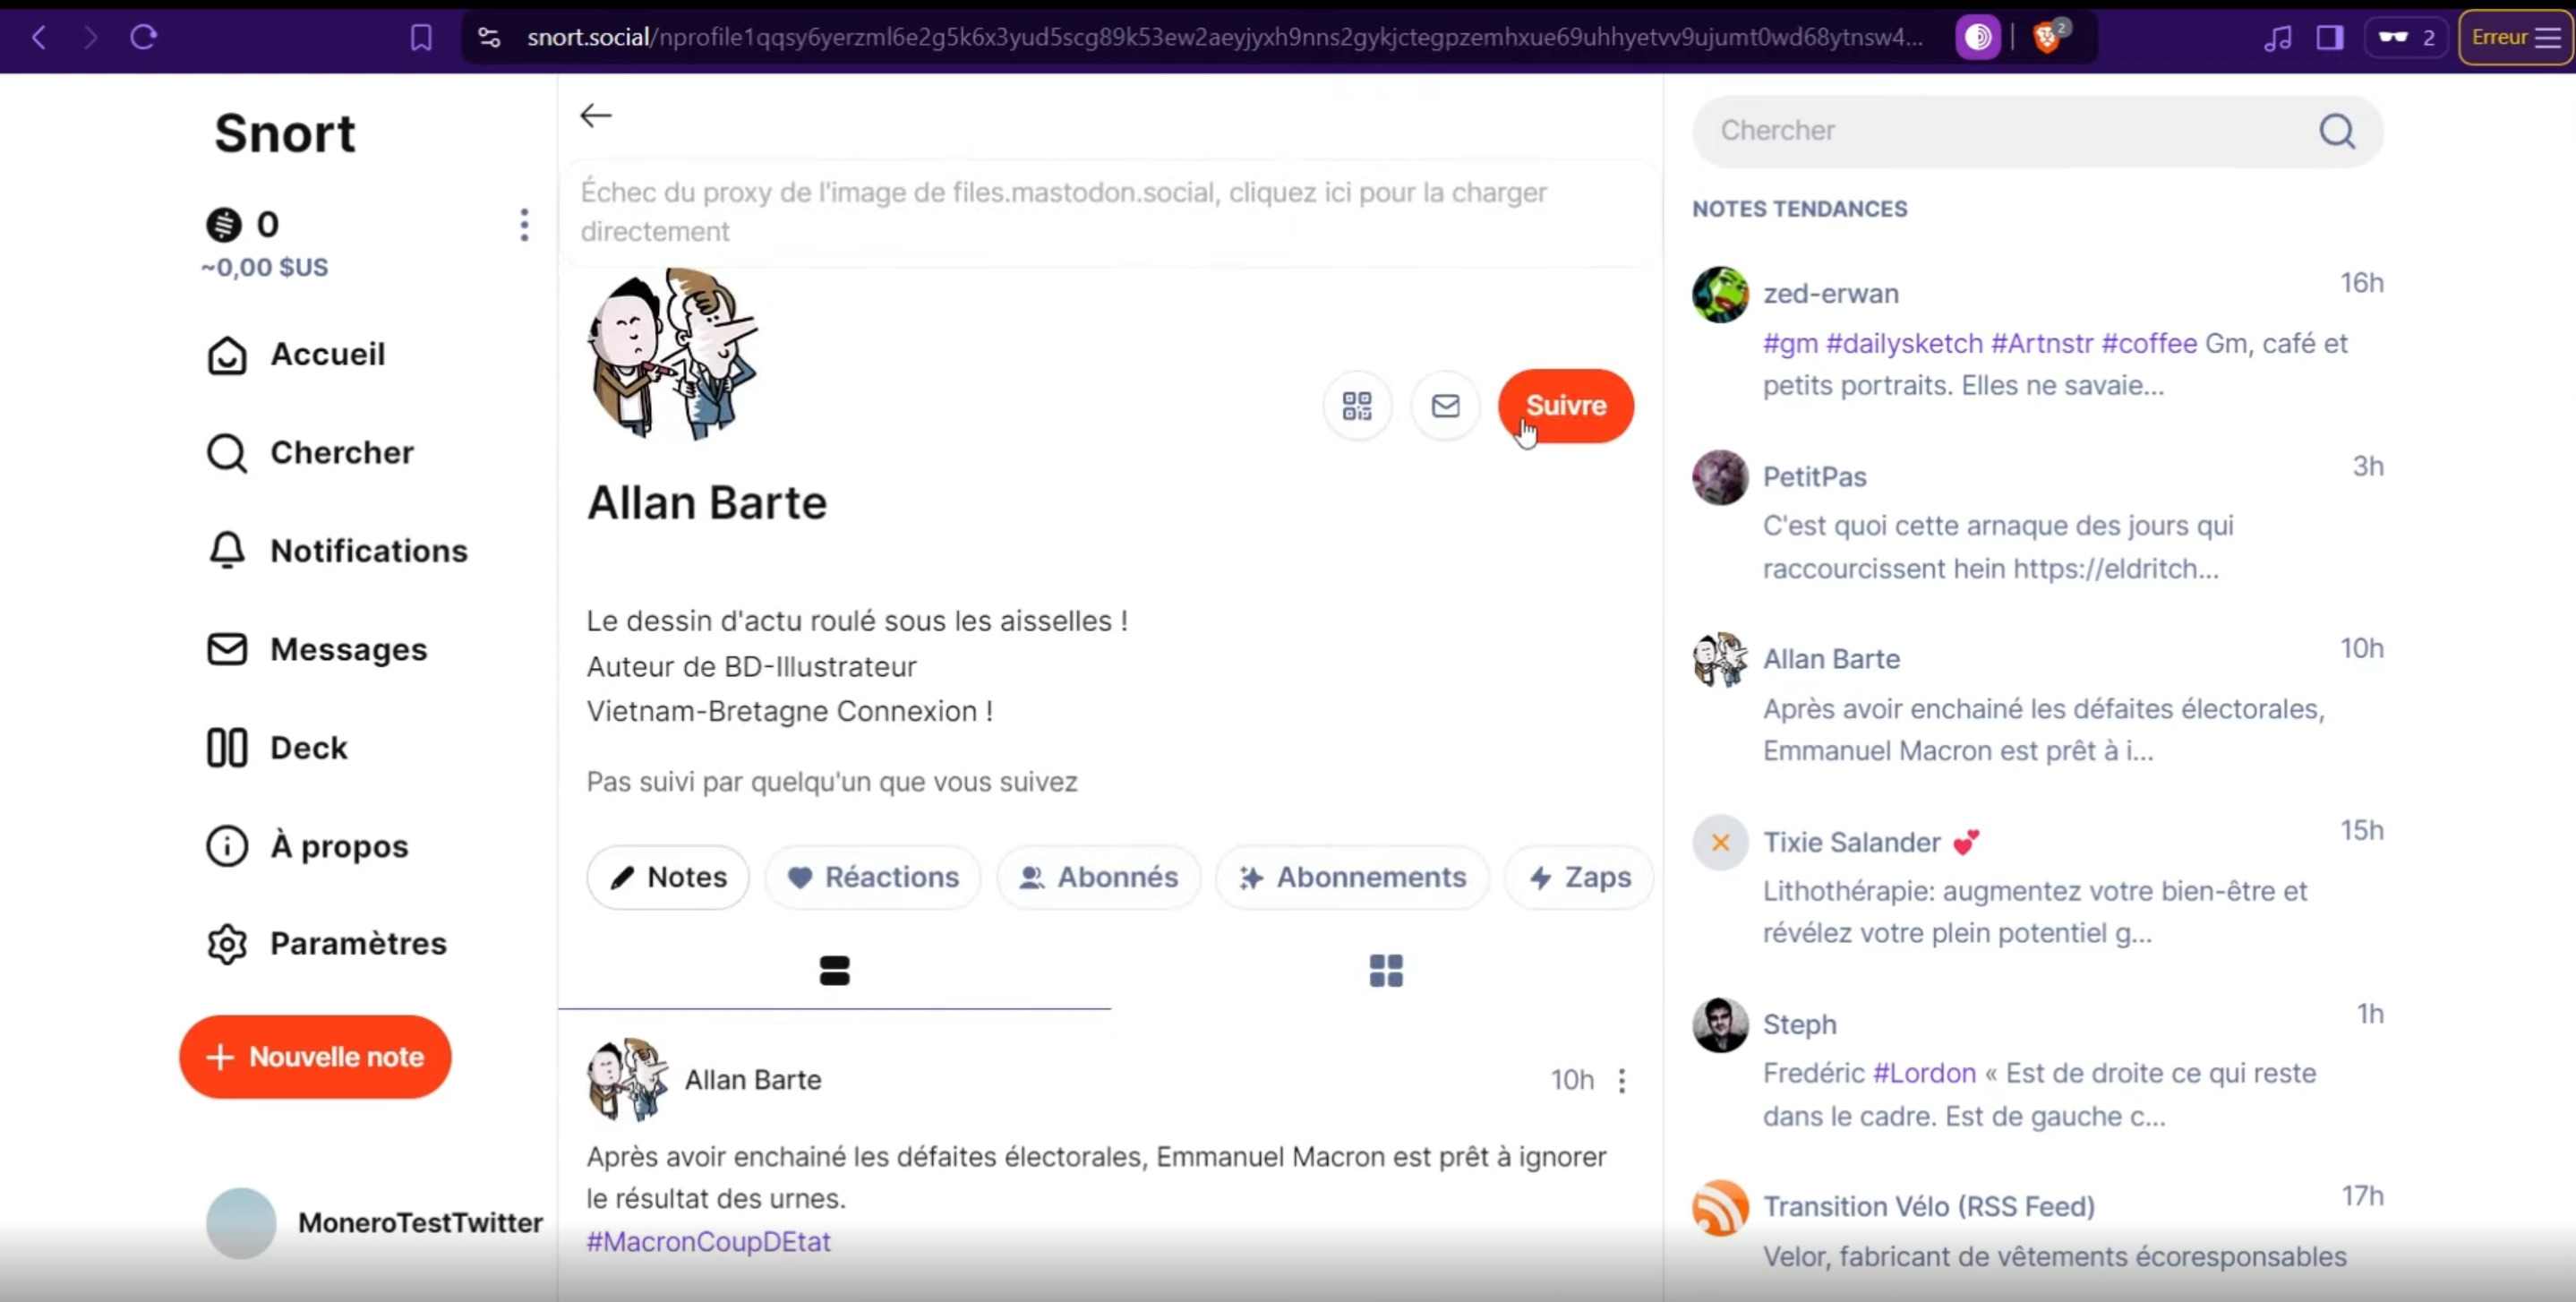 snort.social/nprofile1qqsy6yerzml6e2g5k6x3yud5scg89k53ew2aeyjyxh9nns2gykjctegpzemhxue69uhhyetvv9ujumt0wd68ytnsw4...
2
2
Erreur
Snort
0
~0,00 $US
Accueil
Chercher
Notifications
Messages
Deck
À propos
Paramètres
Nouvelle note
MoneroTestTwitter
Échec du proxy de l'image de files.mastodon.social, cliquez ici pour la charger
directement
Suivre
Allan Barte
Le dessin d'actu roulé sous les aisselles !
Auteur de BD-Illustrateur
Vietnam-Bretagne Connexion !
Pas suivi par quelqu'un que vous suivez
Notes
Réactions
Abonnés
Abonnements
Zaps
Allan Barte
10h
Après avoir enchainé les défaites électorales, Emmanuel Macron est prêt à ignorer
le résultat des urnes.
#MacronCoupDEtat
Chercher
NOTES TENDANCES
zed-erwan
16h
#gm #dailysketch #Artnstr #coffee Gm, café et
petits portraits. Elles ne savaie...
PetitPas
3h
C'est quoi cette arnaque des jours qui
raccourcissent hein https://eldritch...
Allan Barte
10h
Après avoir enchainé les défaites électorales,
Emmanuel Macron est prêt à i...
Tixie Salander 💕
15h
Lithothérapie: augmentez votre bien-être et
révélez votre plein potentiel g...
Steph
1h
Fredéric #Lordon « Est de droite ce qui reste
dans le cadre. Est de gauche c...
Transition Vélo (RSS Feed)
17h
Velor, fabricant de vêtements écoresponsables